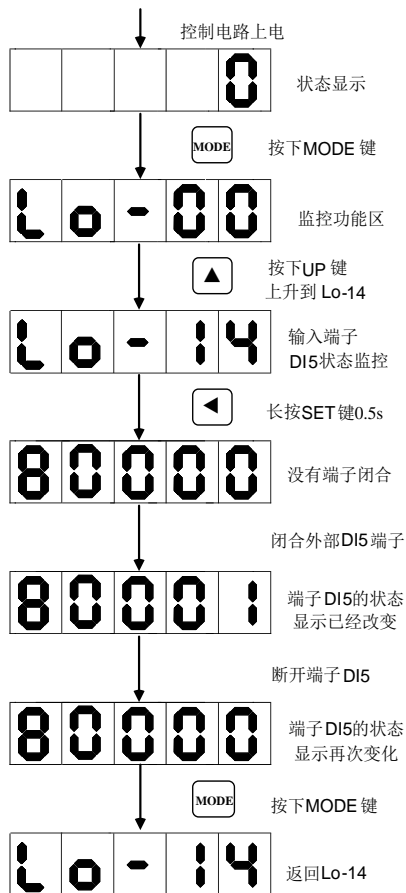 控制电路上电
0
状态显示
MODE
按下MODE 键
Lo-00
监控功能区
按下UP 键
上升到 Lo-14
Lo-14
输入端子
DI5状态监控
长按SET 键0.5s
80000
没有端子闭合
闭合外部DI5 端子
80001
端子DI5的状态
显示已经改变
断开端子DI5
80000
端子DI5的状态
显示再次变化
MODE
按下MODE 键
Lo-14
返回Lo-14